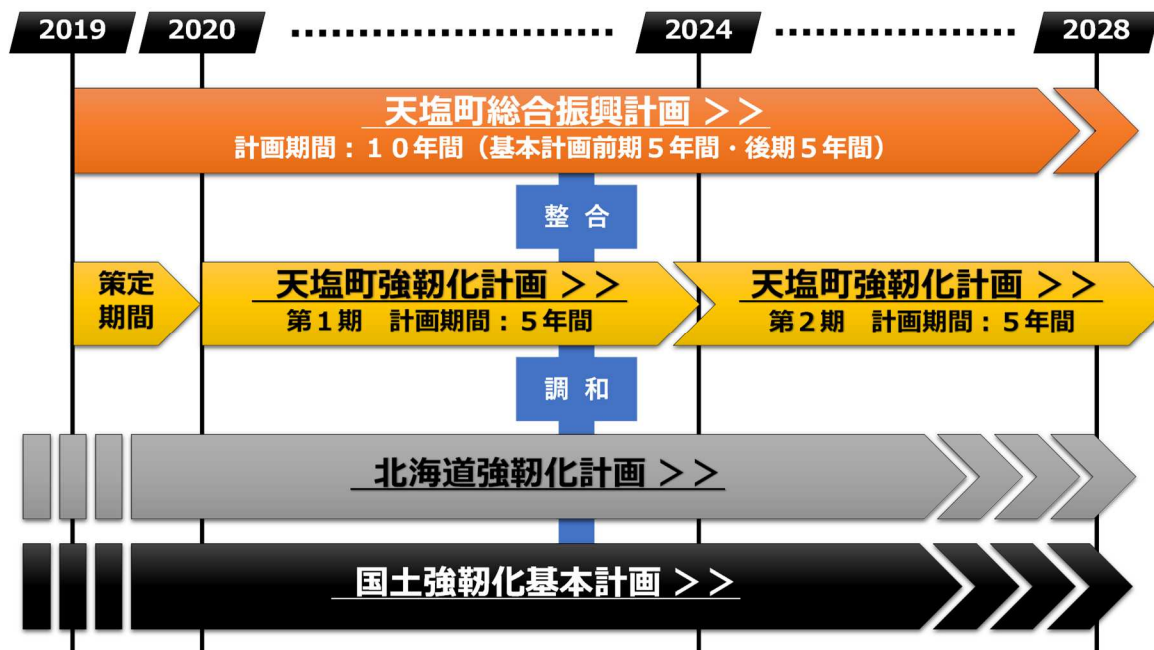 2019
2020
2024
2028
天塩町総合振興計画 >>
計画期間：１０年間（基本計画前期５年間・後期５年間）
整 合
策定
期間
天塩町強靭化計画 >>
第１期　計画期間：５年間
天塩町強靭化計画 >>
第２期　計画期間：５年間
調 和
北海道強靭化計画 >>
国土強靭化基本計画 >>